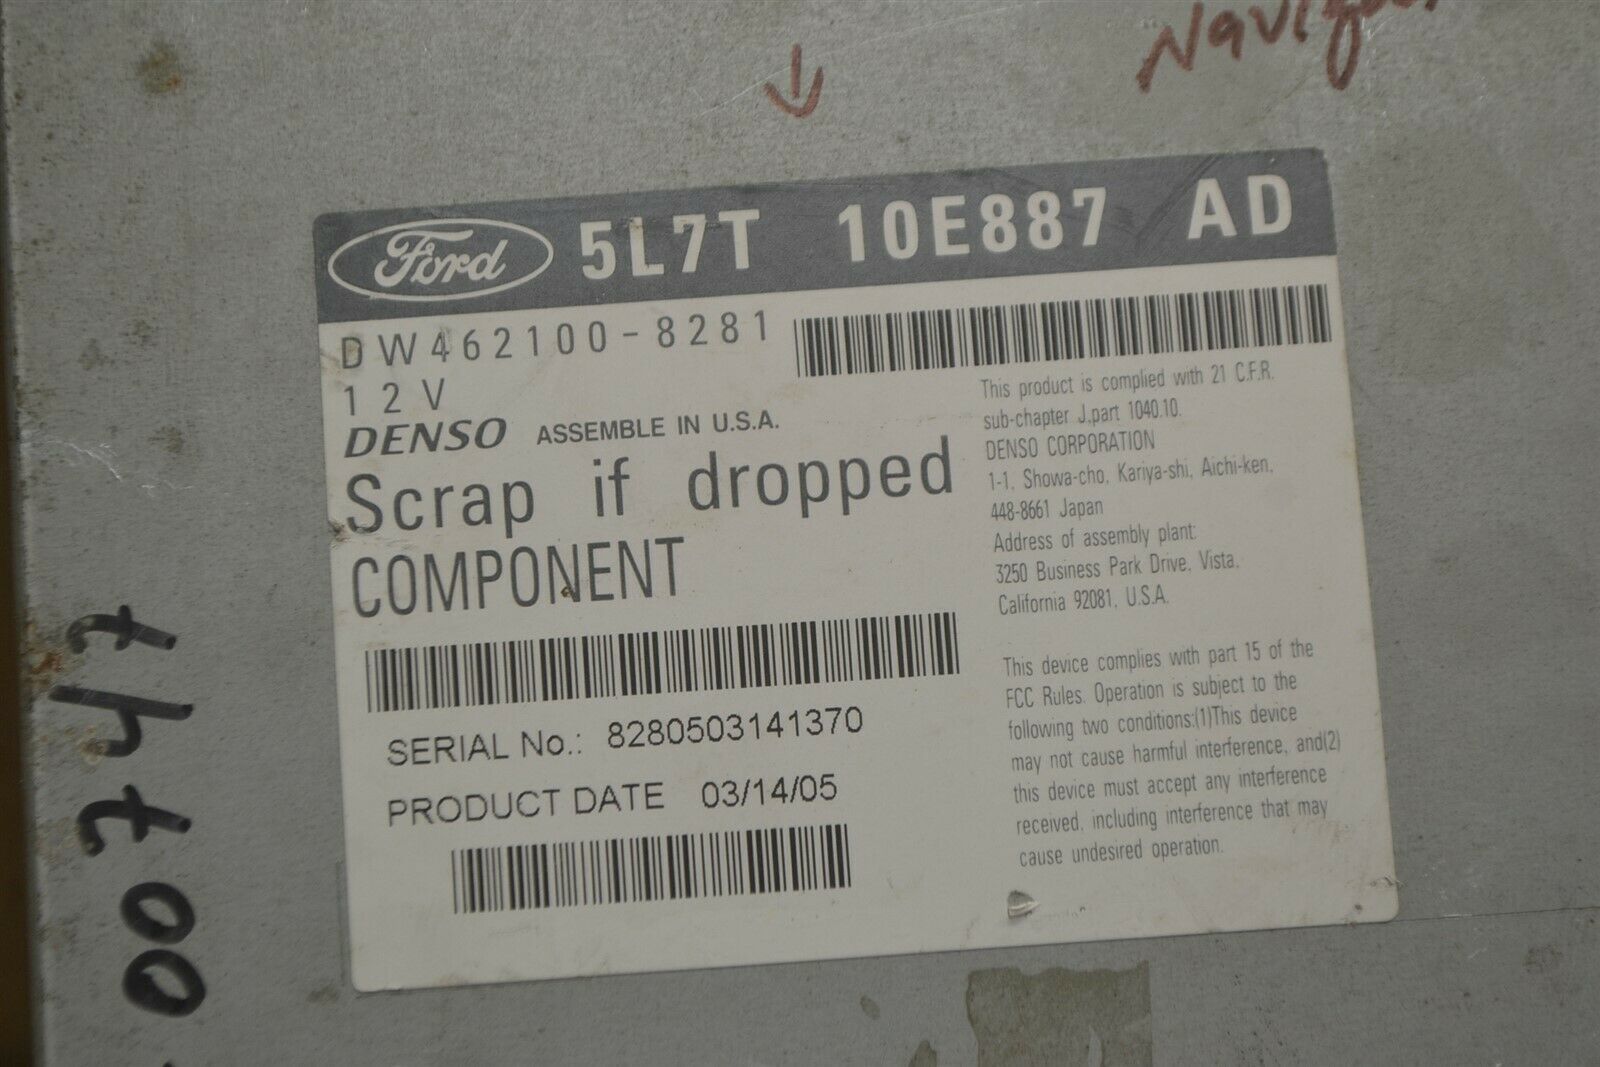 Ford 5L7T 10E887 AD
DW462100-8281
12V
DENSO ASSEMBLE IN U.S.A.
Scrap if dropped
COMPONENT
SERIAL No.: 8280503141370
PRODUCT DATE 03/14/05
This product is complied with 21 C.F.R.
sub-chapter J,part 1040.10.
DENSO CORPORATION
1-1, Showa-cho, Kariya-shi, Aichi-ken,
448-8661 Japan
Address of assembly plant:
3250 Business Park Drive, Vista,
California 92081, U.S.A.
This device complies with part 15 of the
FCC Rules. Operation is subject to the
following two conditions:(1)This device
may not cause harmful interference, and(2)
this device must accept any interference
received, including interference that may
cause undesired operation.